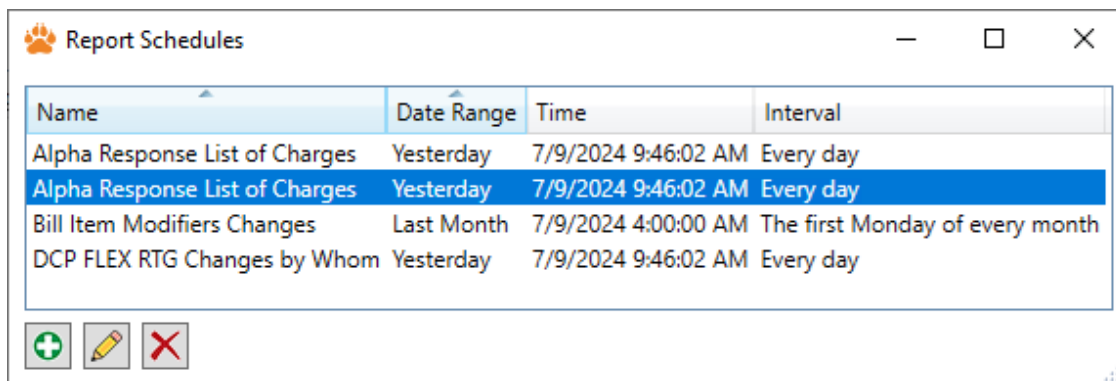 Report Schedules
Name Date Range Time Interval
Alpha Response List of Charges Yesterday 7/9/2024 9:46:02 AM Every day
Alpha Response List of Charges Yesterday 7/9/2024 9:46:02 AM Every day
Bill Item Modifiers Changes Last Month 7/9/2024 4:00:00 AM The first Monday of every month
DCP FLEX RTG Changes by Whom Yesterday 7/9/2024 9:46:02 AM Every day